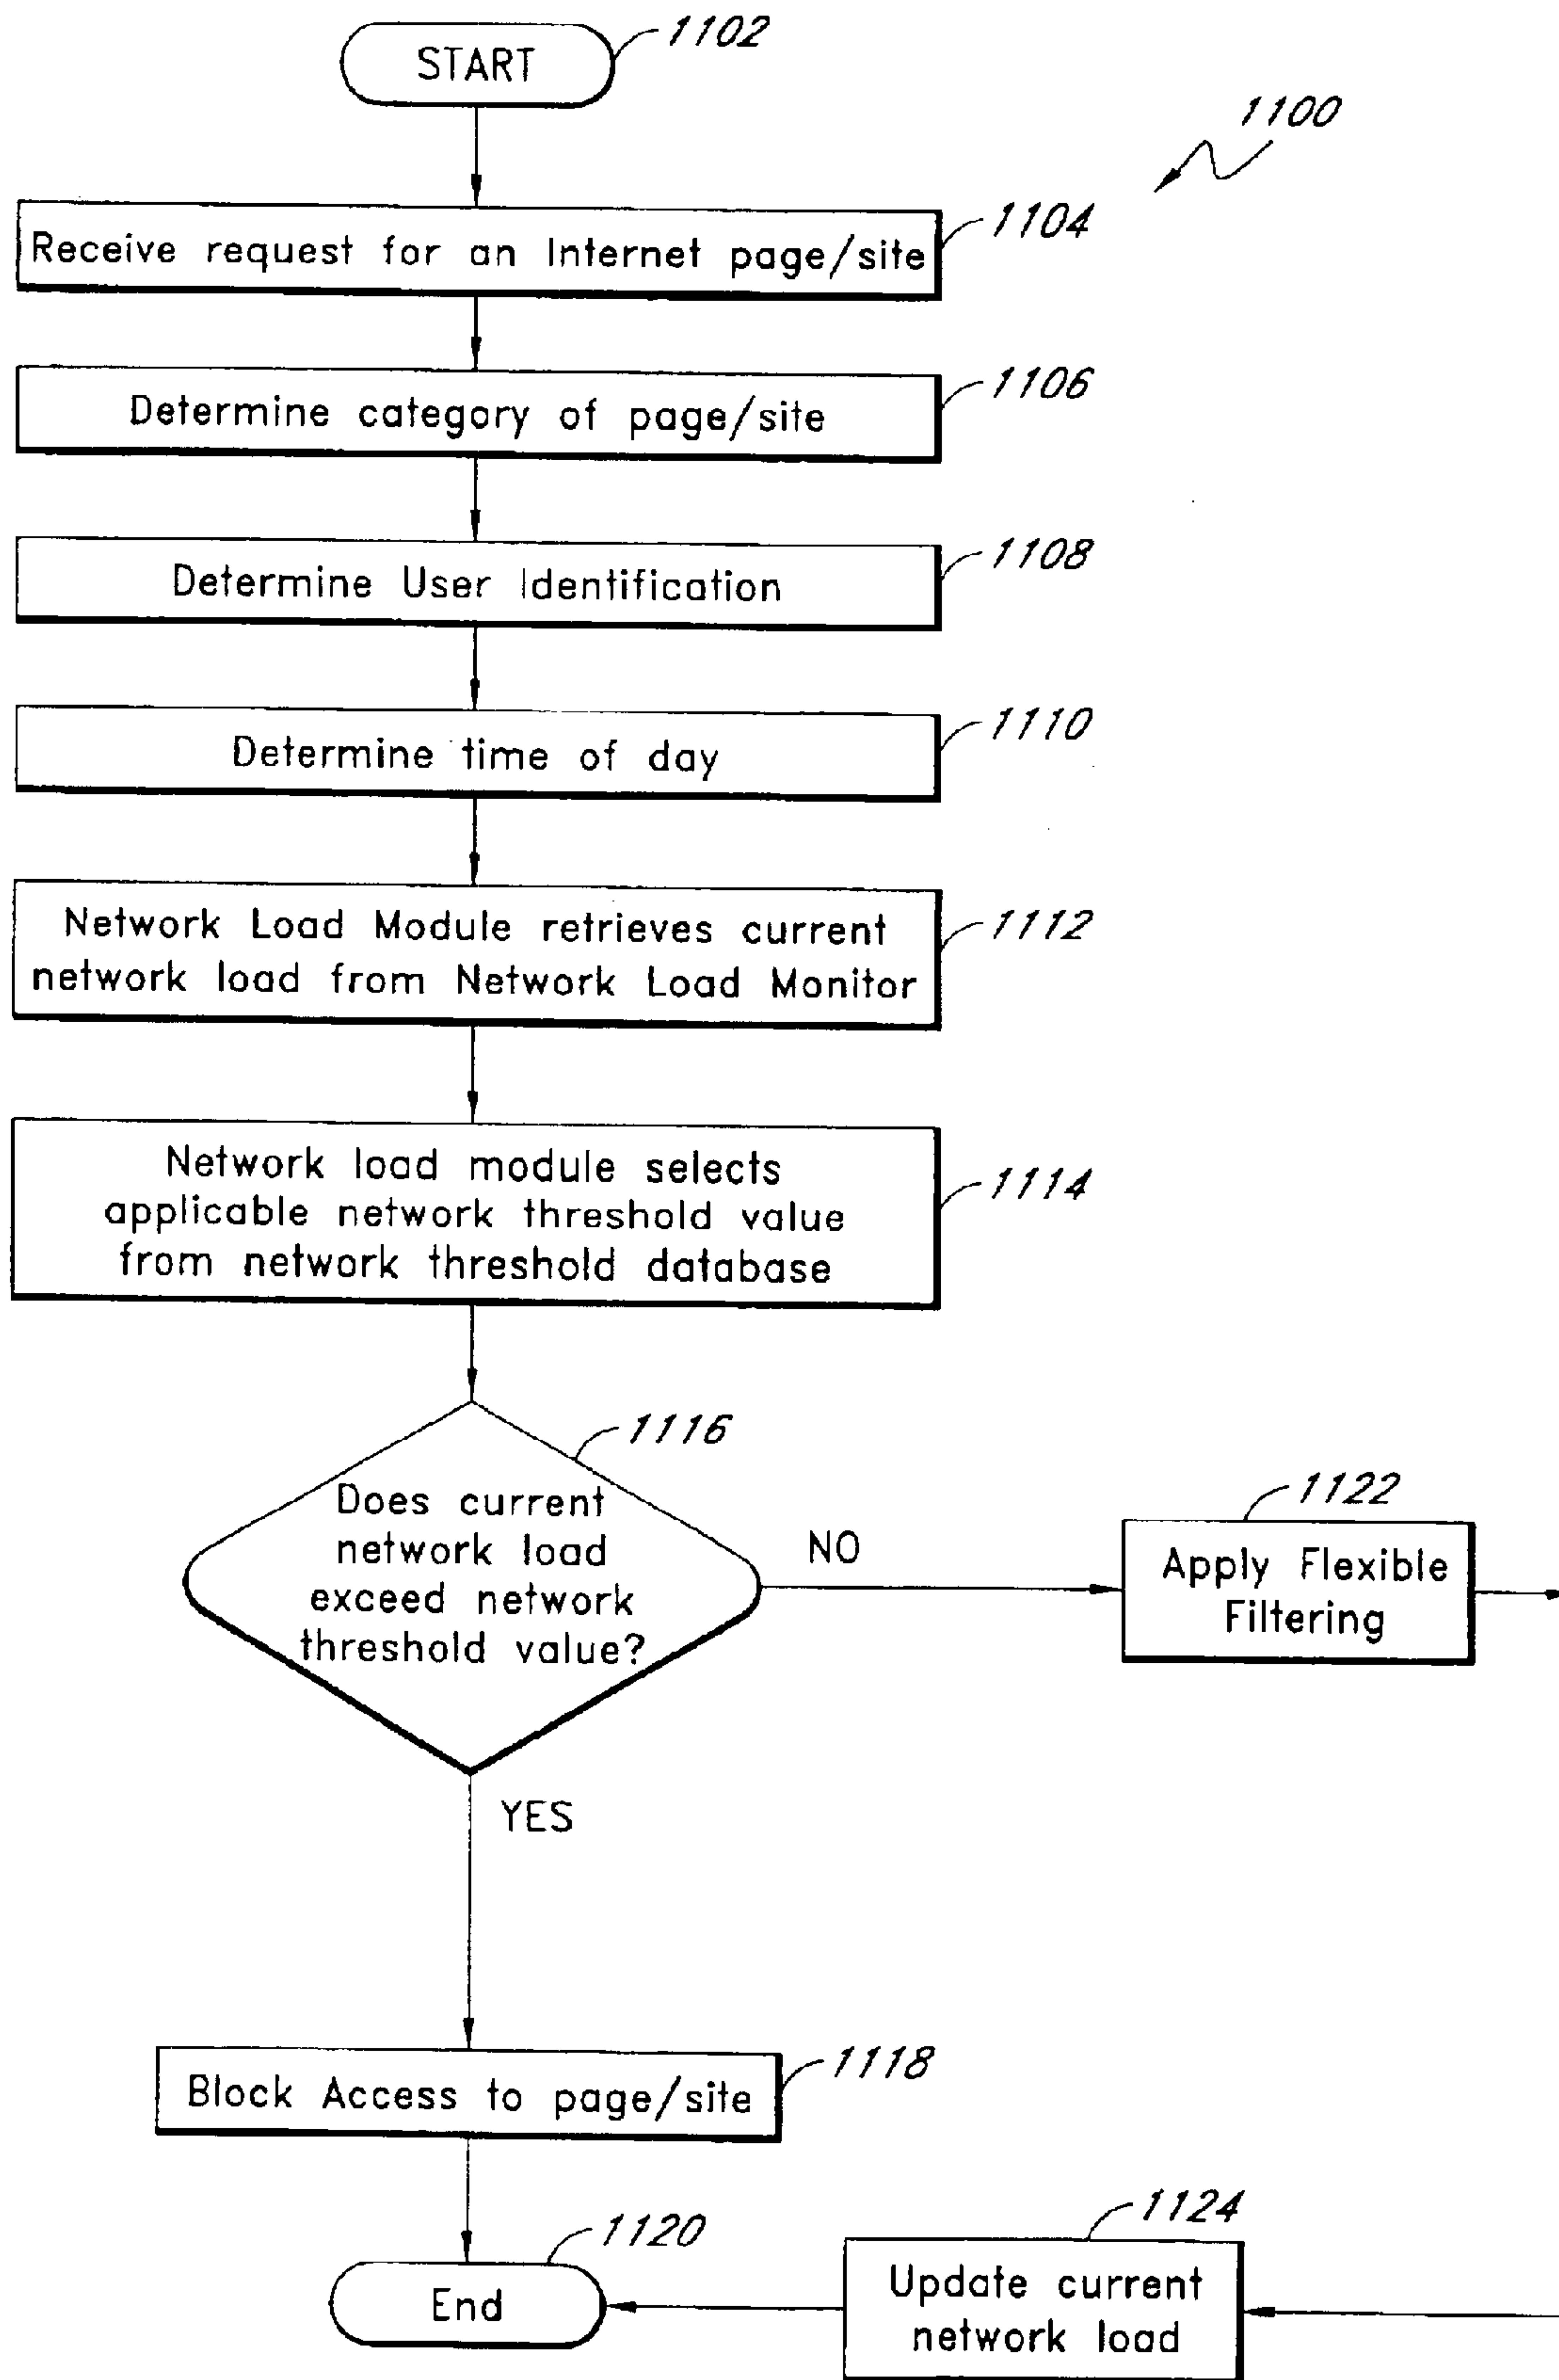 START
1102
1100
Receive request for an Internet page/site
1104
Determine category of page/site
1106
Determine User Identification
1108
Determine time of day
1110
Network Load Module retrieves current
network load from Network Load Monitor
1112
Network load module selects
applicable network threshold value
from network threshold database
1114
1116
Does current
network load
exceed network
threshold value?
NO
1122
Apply Flexible
Filtering
YES
Block Access to page/site
1118
1120
End
1124
Update current
network load